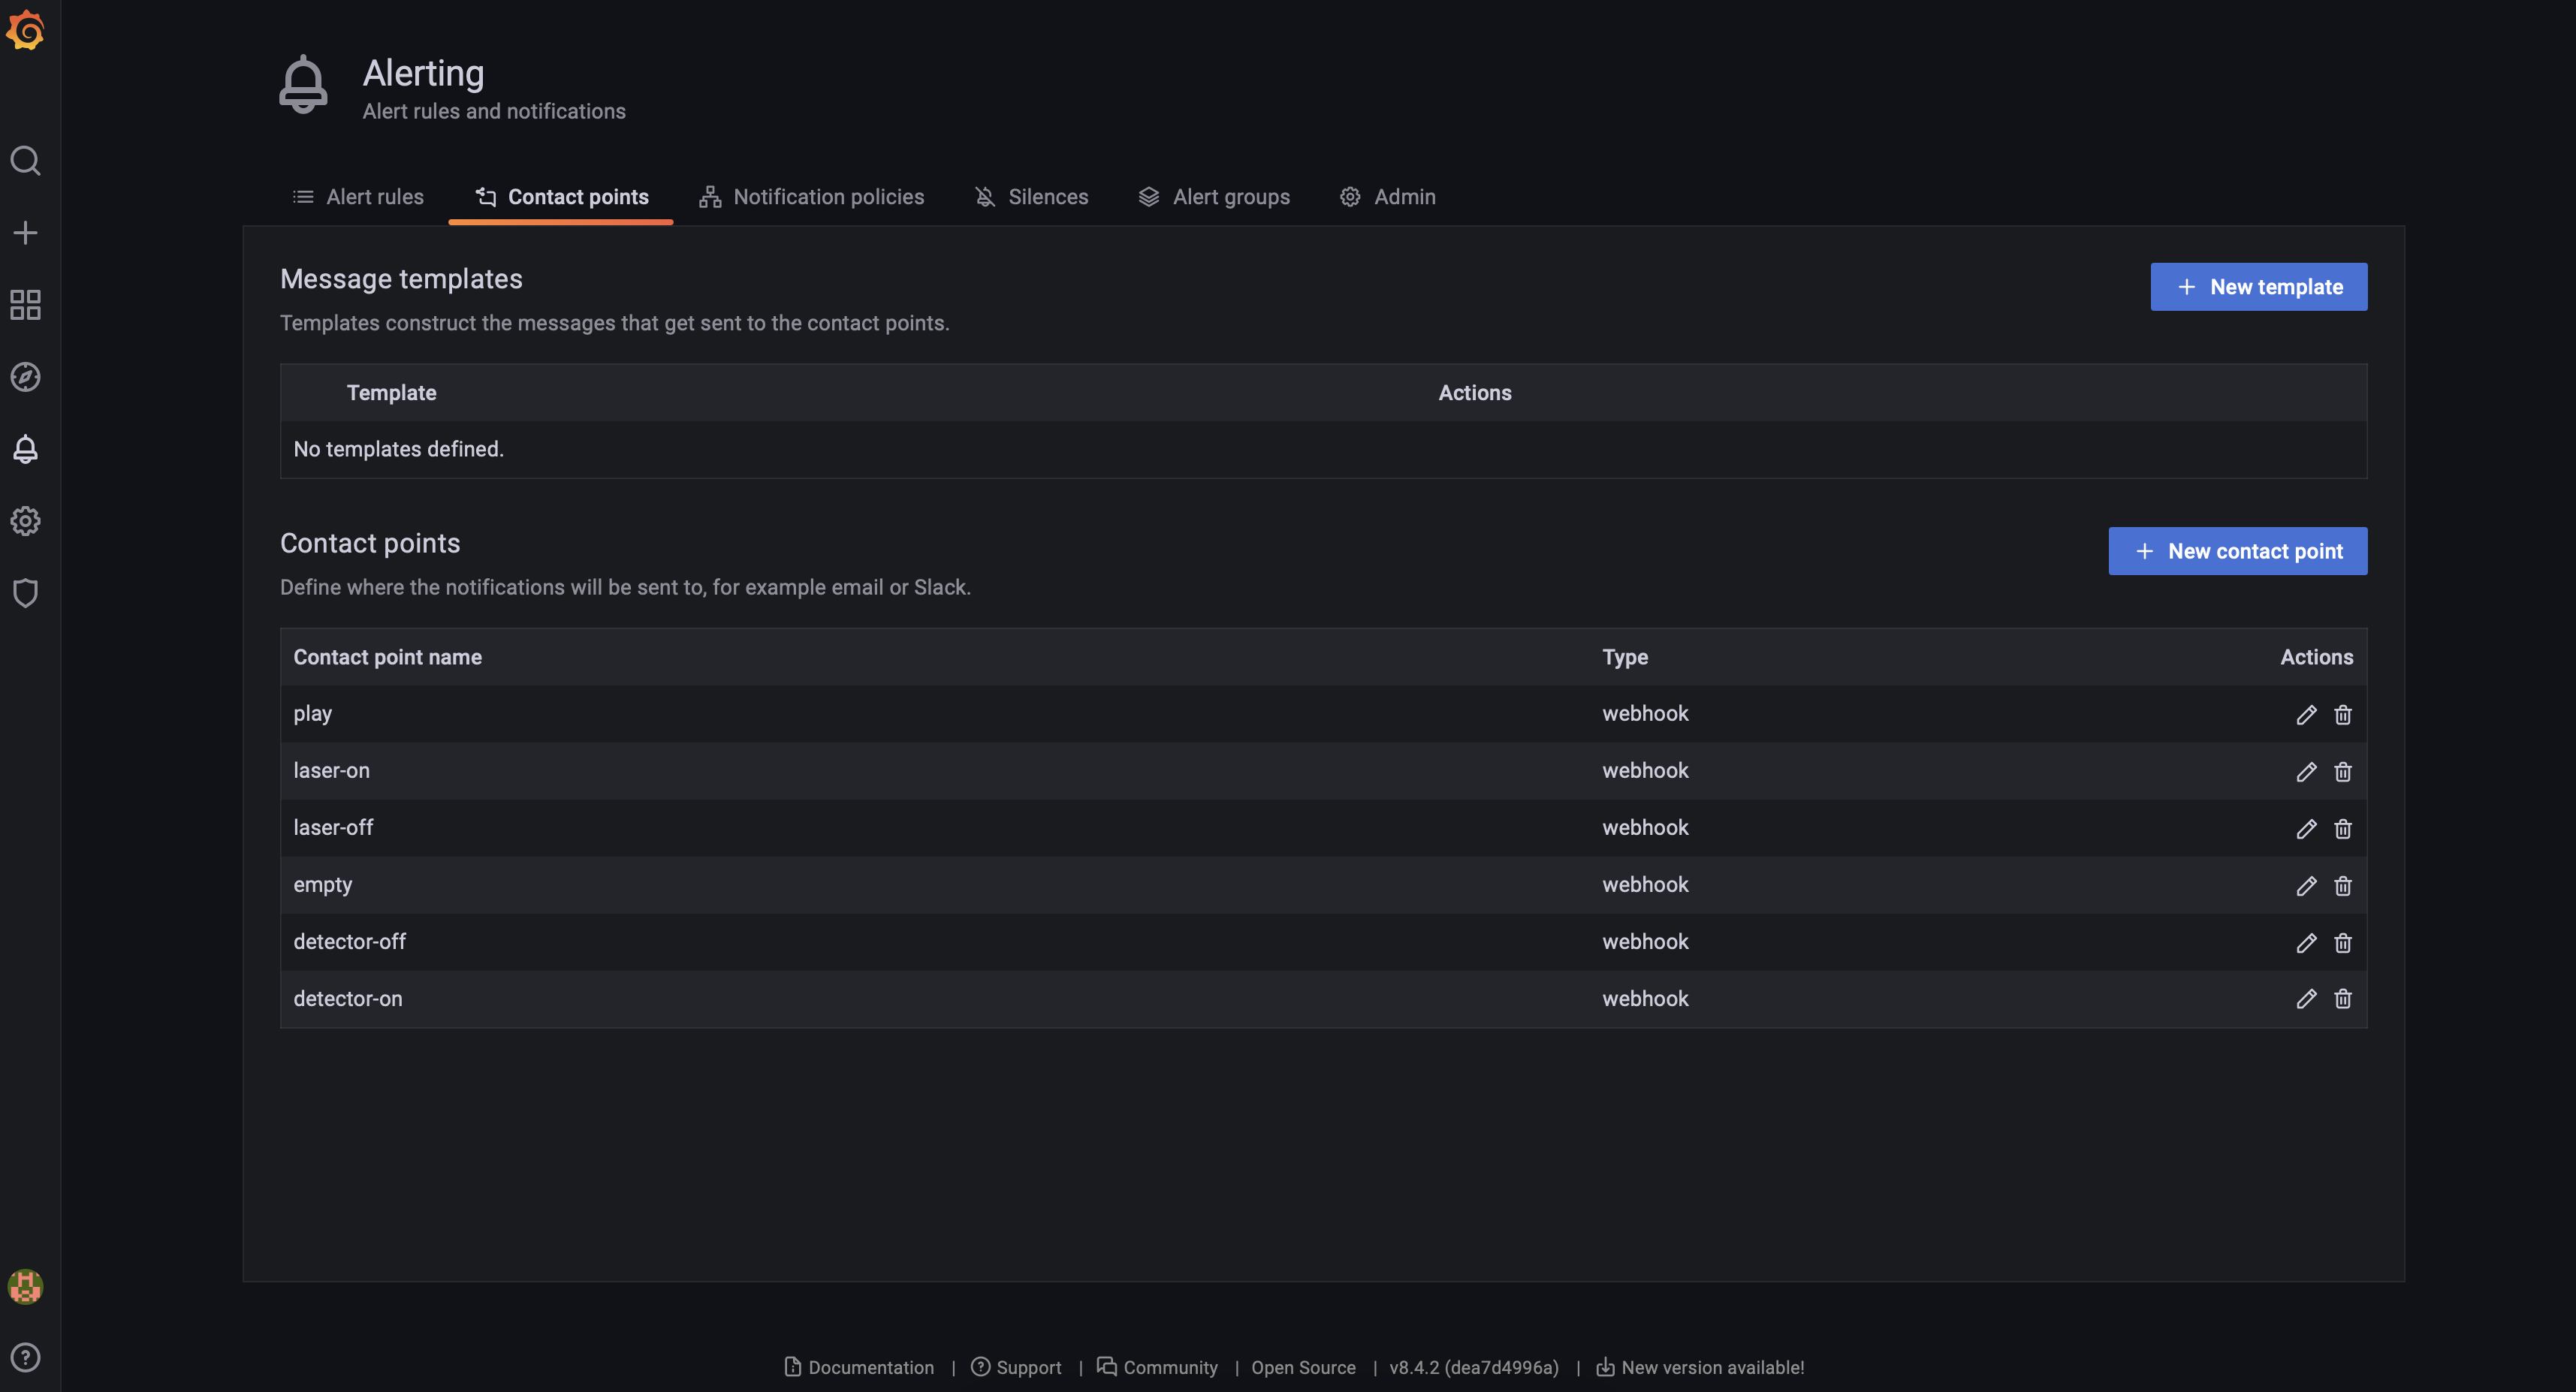 Alerting
Alert rules and notifications
Alert rules Contact points Notification policies Silences Alert groups Admin
Message templates
New template
Templates construct the messages that get sent to the contact points.
Template Actions
No templates defined.
Contact points
New contact point
Define where the notifications will be sent to, for example email or Slack.
Contact point name Type Actions
play webhook
laser-on webhook
laser-off webhook
empty webhook
detector-off webhook
detector-on webhook
Documentation | Support | Community | Open Source | v8.4.2 (dea7d4996a) | New version available!